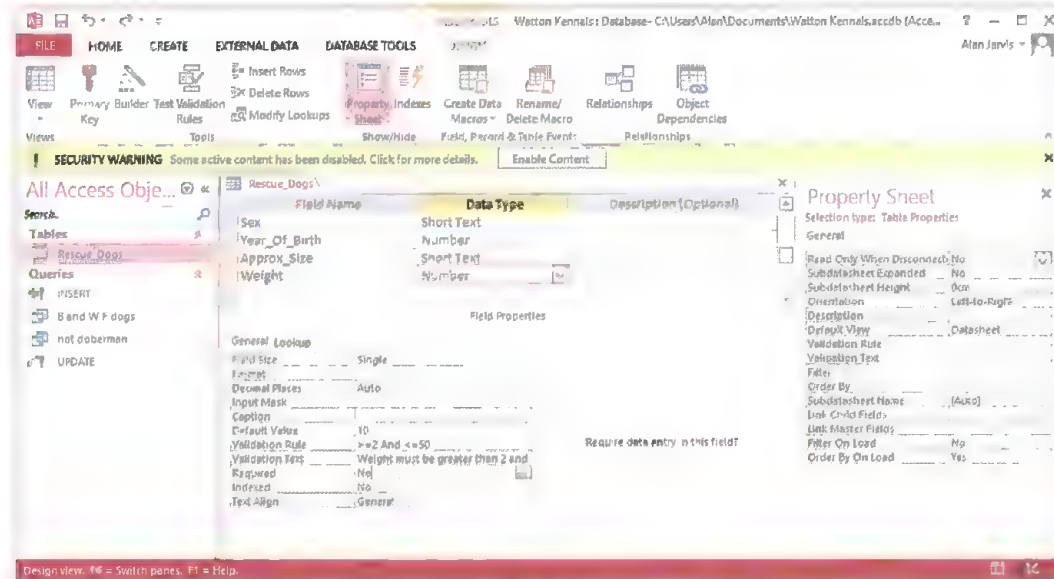 Watton Kennals : Database- C:\Users\Alan\Documents\Watton Kennals.accdb (Acce... ? — X
FILE HOME CREATE EXTERNAL DATA DATABASE TOOLS Alan Jarvis
View Primary Key Builder Test Validation Rules
Insert Rows
Delete Rows
Modify Lookups
Property Sheet Indexes Create Data Macros Rename/ Delete Macro Relationships Object Dependencies
Views Tools Show/Hide Field, Record & Table Events Relationships
! SECURITY WARNING Some active content has been disabled. Click for more details. Enable Content
All Access Obje...
Search..
Tables
Rescue_Dogs
Queries
INSERT
B and W F dogs
not doberman
UPDATE
Rescue_Dogs
Field Name Data Type Description (Optional)
Sex Short Text
Year_Of_Birth Number
Approx_Size Short Text
Weight Number
Field Properties
General Lookup
Field Size Single
Format
Decimal Places Auto
Input Mask
Caption
Default Value 10
Validation Rule >=2 And <=50
Validation Text Weight must be greater than 2 and
Required No
Indexed No
Text Align General
Require data entry in this field?
Property Sheet
Selection type: Table Properties
General
Read Only When Disconnect No
Subdatasheet Expanded No
Subdatasheet Height 0cm
Orientation Left-to-Right
Description
Default View Datasheet
Validation Rule
Validation Text
Filter
Order By
Subdatasheet Name [Auto]
Link Child Fields
Link Master Fields
Filter On Load No
Order By On Load Yes
Design view. F6 = Switch panes. F1 = Help.